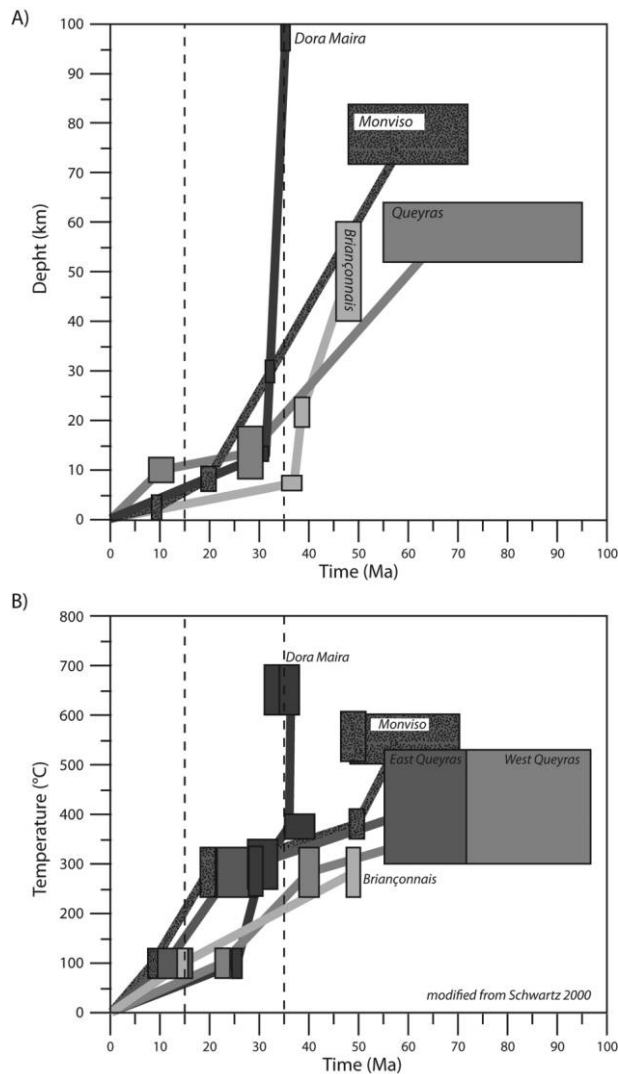 A)
100
Dora Maira
90
80
Monviso
70
Queyras
60
Briançonnais
50
40
30
20
10
0
Depht (km)
0 10 20 30 40 50 60 70 80 90 100
Time (Ma)
B)
800
700
Dora Maira
600
Monviso
500
East Queyras West Queyras
400
300
Briançonnais
200
100
0
modified from Schwartz 2000
Temperature (°C)
0 10 20 30 40 50 60 70 80 90 100
Time (Ma)